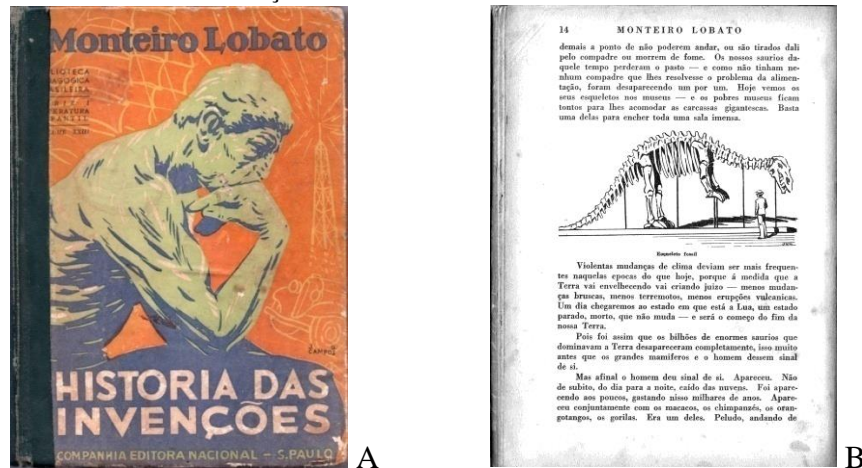 Monteiro Lobato
HISTORIA DAS
INVENÇÕES
COMPANHIA EDITORA NACIONAL - S. PAULO
A
14 MONTEIRO LOBATO
demais a ponto de não poderem andar, ou são tirados dali
pelo compadre ou morrem de fome. Os nossos saurios da-
quele tempo perderam o pasto — e como não tinham ne-
nhum compadre que lhes resolvesse o problema da alimen-
tação, foram desaparecendo um por um. Hoje vemos os
seus esqueletos nos museus — e os pobres museus ficam
tontos para lhes acomodar as carcassas gigantescas. Basta
uma delas para encher toda uma sala imensa.
Esqueleto fossil
Violentas mudanças de clima deviam ser mais frequen-
tes naquelas epocas do que hoje, porque á medida que a
Terra vai envelhecendo vai criando juizo — menos mudan-
ças bruscas, menos terremotos, menos erupções vulcanicas.
Um dia chegaremos ao estado em que está a Lua, um estado
parado, morto, que não muda — e será o começo do fim da
nossa Terra.
Pois foi assim que os bilhões de enormes saurios que
dominavam a Terra desapareceram completamente, isso muito
antes que os grandes mamiferos e o homem dessem sinal
de si.
Mas afinal o homem deu sinal de si. Apareceu. Não
de subito, do dia para a noite, caido das nuvens. Foi apare-
cendo aos poucos, gastando nisso milhares de anos. Apare-
ceu conjuntamente com os macacos, os chimpanzés, os oran-
gotangos, os gorilas. Era um deles. Peludo, andando de
B